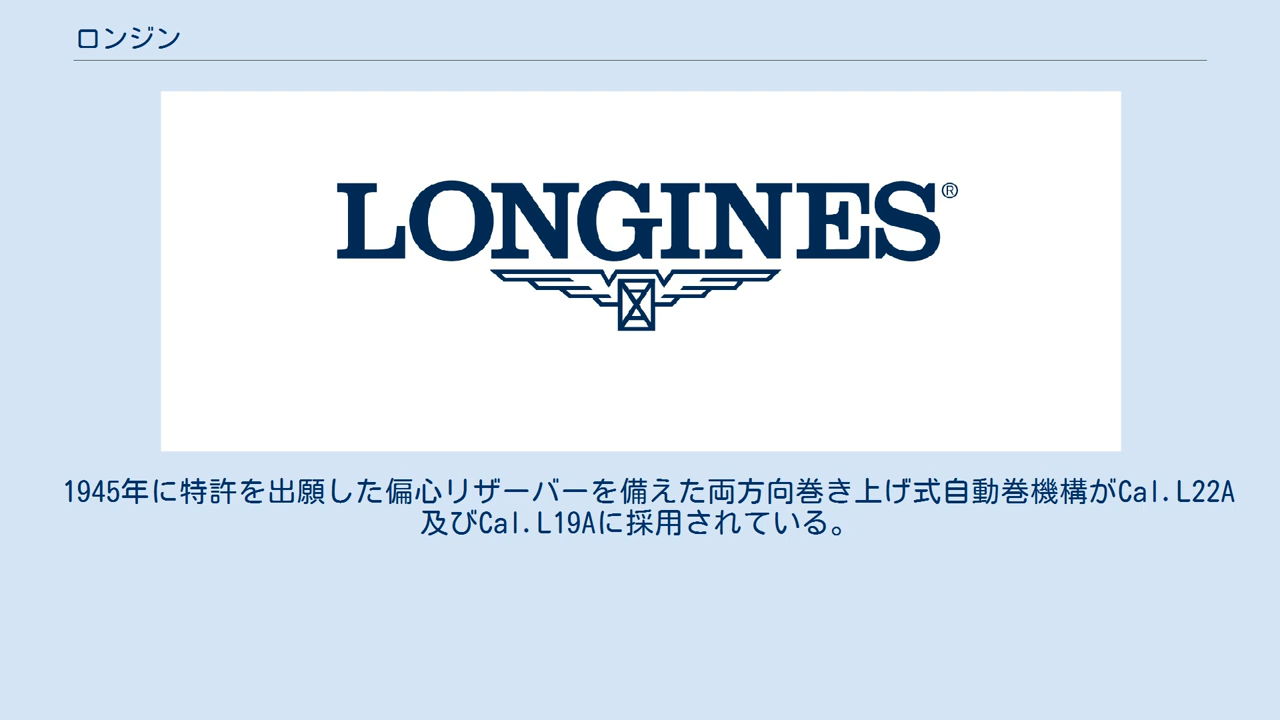 ロンジン
LONGINES®
1945年に特許を出願した偏心リザーバーを備えた両方向巻き上げ式自動巻機構がCal.L22A
及びCal.L19Aに採用されている。